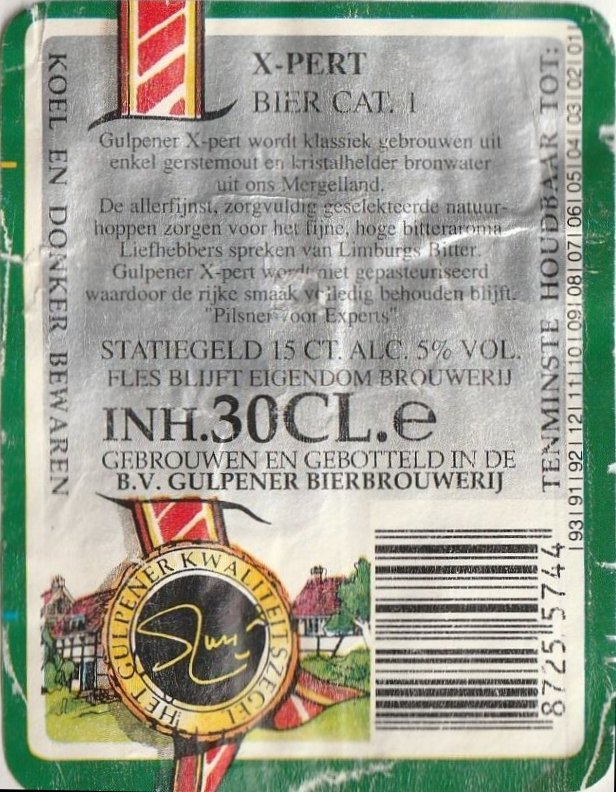 X-PERT
BIER CAT. I
Gulpener X-pert wordt klassiek gebrouwen uit
enkel gerstemout en kristalhelder bronwater
uit ons Mergelland.
De allerfijnst, zorgvuldig geselekteerde natuur-
hoppen zorgen voor het fijne, hoge bitteraroma.
Liefhebbers spreken van Limburgs Bitter.
Gulpener X-pert wordt niet gepasteuriseerd
waardoor de rijke smaak volledig behouden blijft.
"Pilsner voor Experts"
STATIEGELD 15 CT. ALC. 5% VOL.
FLES BLIJFT EIGENDOM BROUWERIJ
INH.30CL.e
GEBROUWEN EN GEBOTTELD IN DE
B.V. GULPENER BIERBROUWERIJ
KOEL EN DONKER BEWAREN
TENMINSTE HOUDBAAR TOT:
|93|91|92|12|11|10|09|08|07|06|05|04|03|02|01|
HET GULPENER KWALITEITSZEGEL
8725 5744